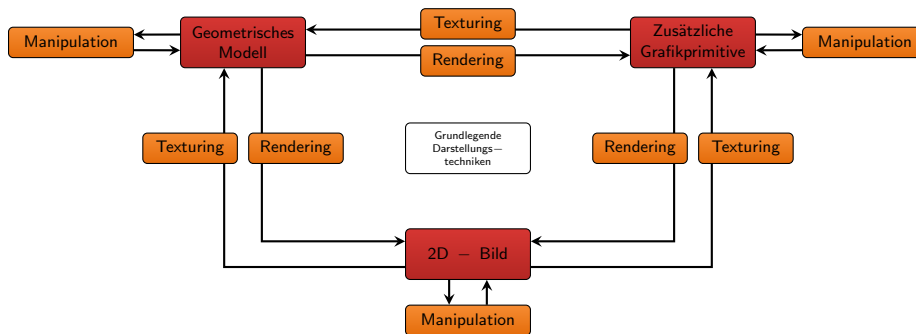 Texturing
Geometrisches
Modell
Zusätzliche
Grafikprimitive
Manipulation
Manipulation
Rendering
Texturing
Rendering
Grundlegende
Darstellungs−
techniken
Rendering
Texturing
2D − Bild
Manipulation